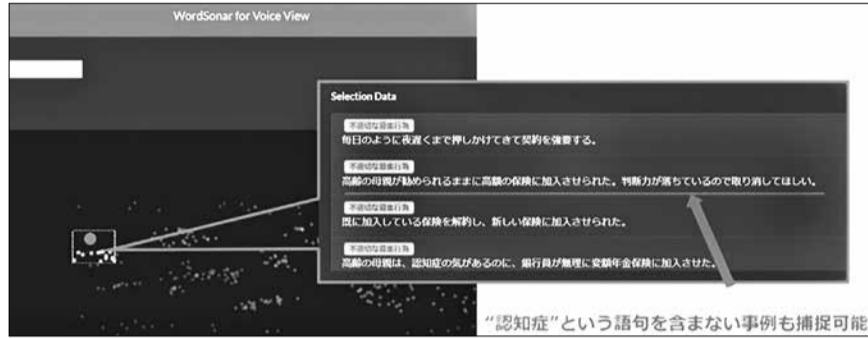 WordSonar for Voice View
Selection Data
不適切な募集行為
毎日のように夜遅くまで押しかけてきて契約を強要する。
不適切な募集行為
高齢の母親が勧められるままに高額の保険に加入させられた。判断力が落ちているので取り消してほしい。
不適切な募集行為
既に加入している保険を解約し、新しい保険に加入させられた。
不適切な募集行為
高齢の母親は、認知症の気があるのに、銀行員が無理に変額年金保険に加入させた。
“認知症”という語句を含まない事例も捕捉可能